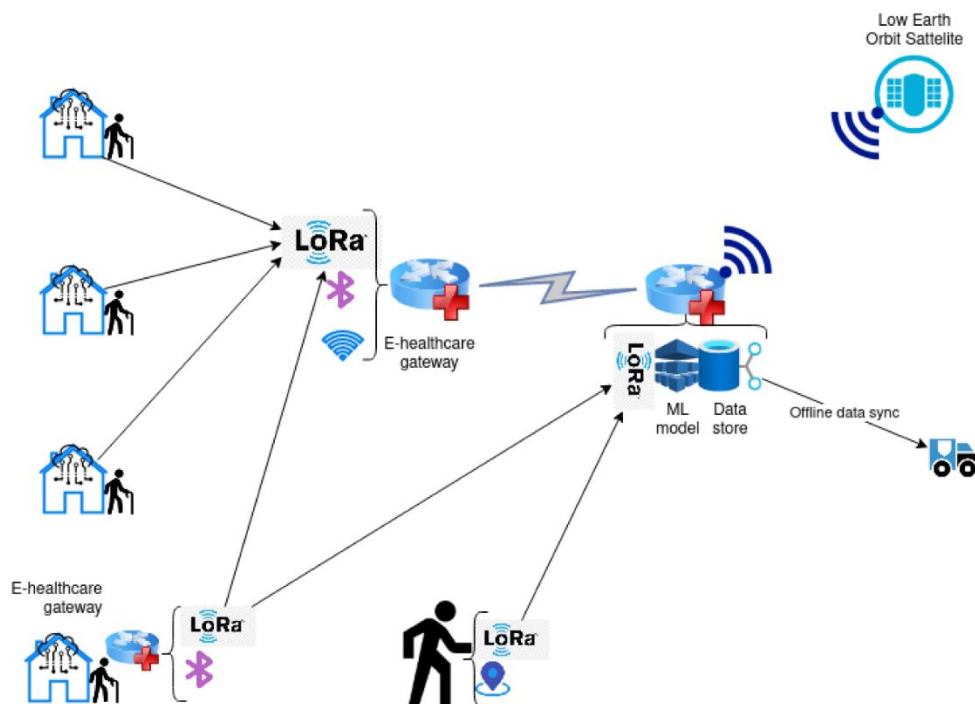 Low Earth
Orbit Sattelite
LoRa
E-healthcare
gateway
LoRa
ML
model
Data
store
Offline data sync
E-healthcare
gateway
LoRa
LoRa